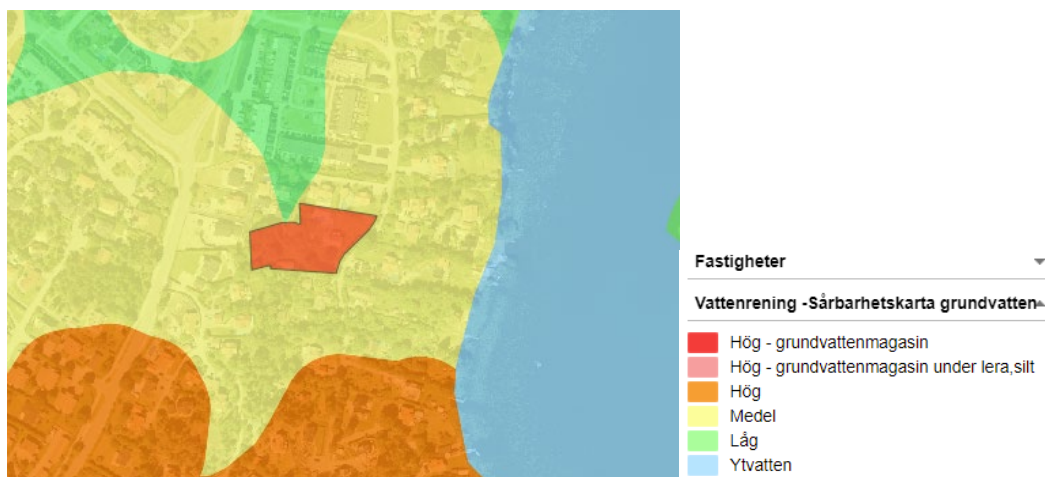 Fastigheter
Vattenrening -Sårbarhetskarta grundvatten
Hög - grundvattenmagasin
Hög - grundvattenmagasin under lera,silt
Hög
Medel
Låg
Ytvatten